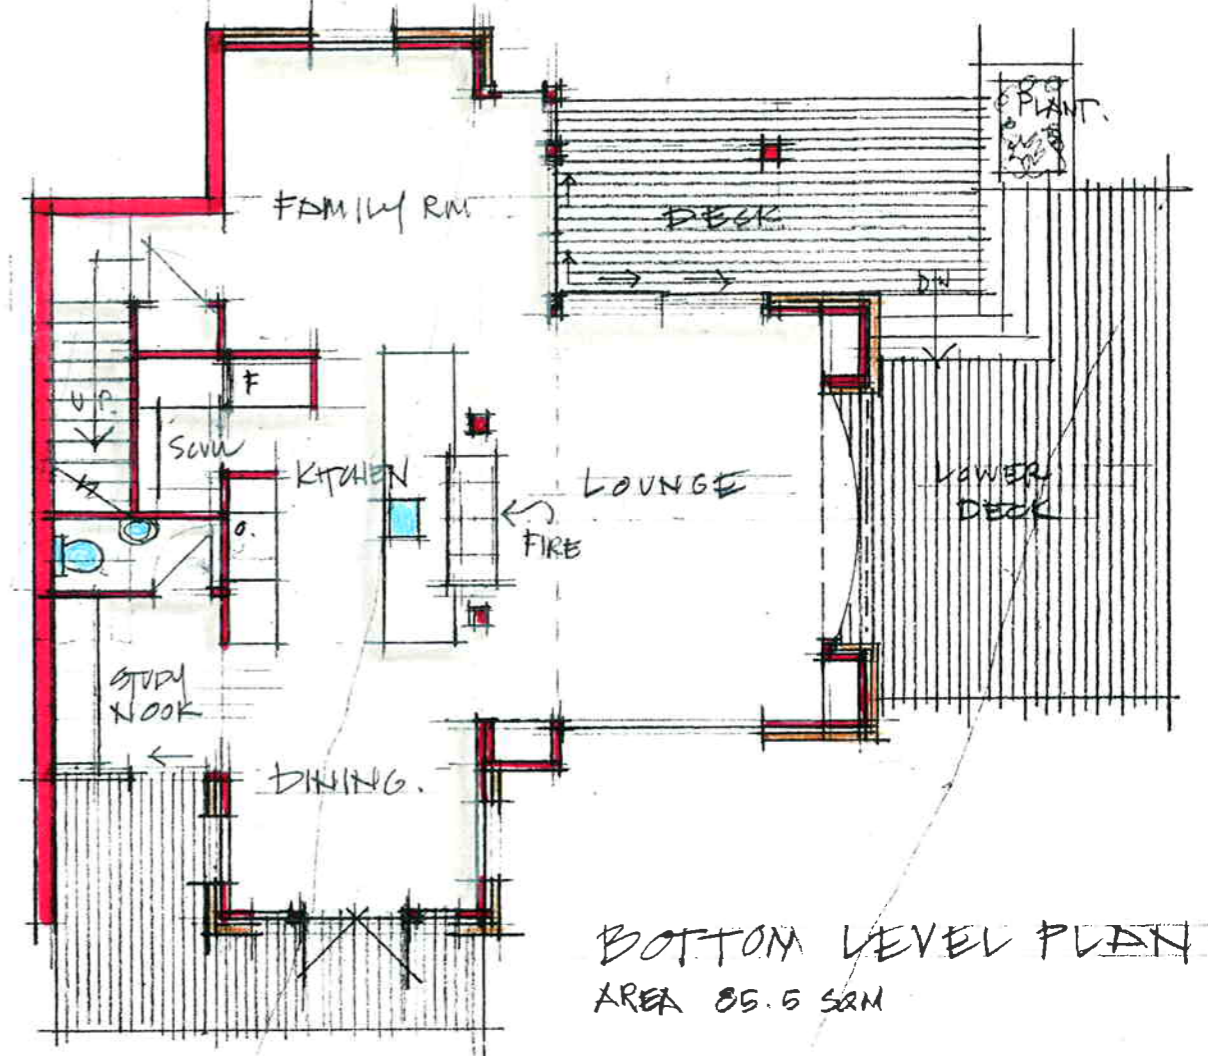 PLANT.
FAMILY RM
DECK
DN
F
UP.
SCULL
KITCHEN
LOUNGE
LOWER
DECK
O.
FIRE
STUDY
NOOK
DINING.
BOTTOM LEVEL PLAN
AREA 85.5 SQM